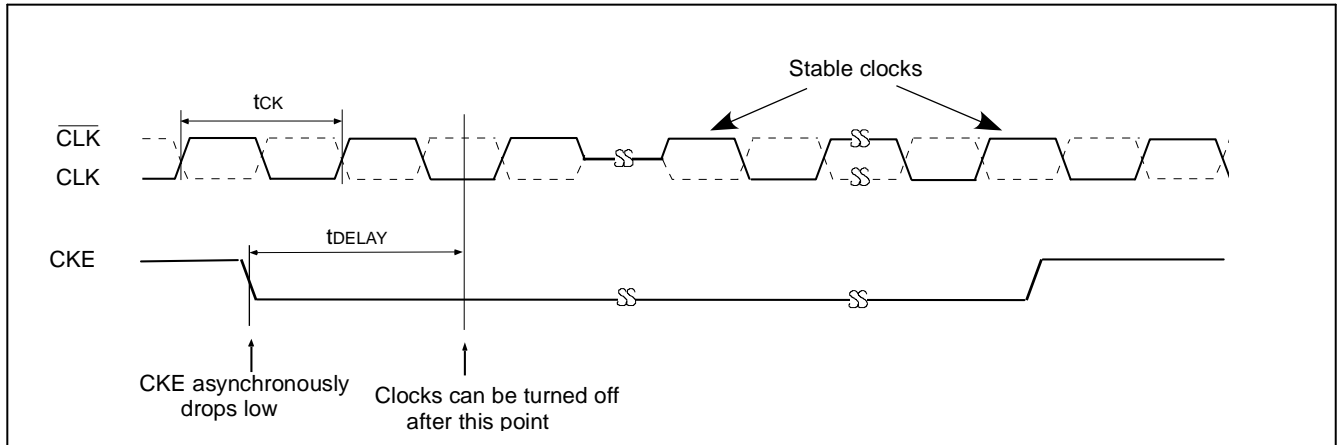 Stable clocks
tCK
CLK
CLK
tDELAY
CKE
CKE asynchronously
drops low
Clocks can be turned off
after this point